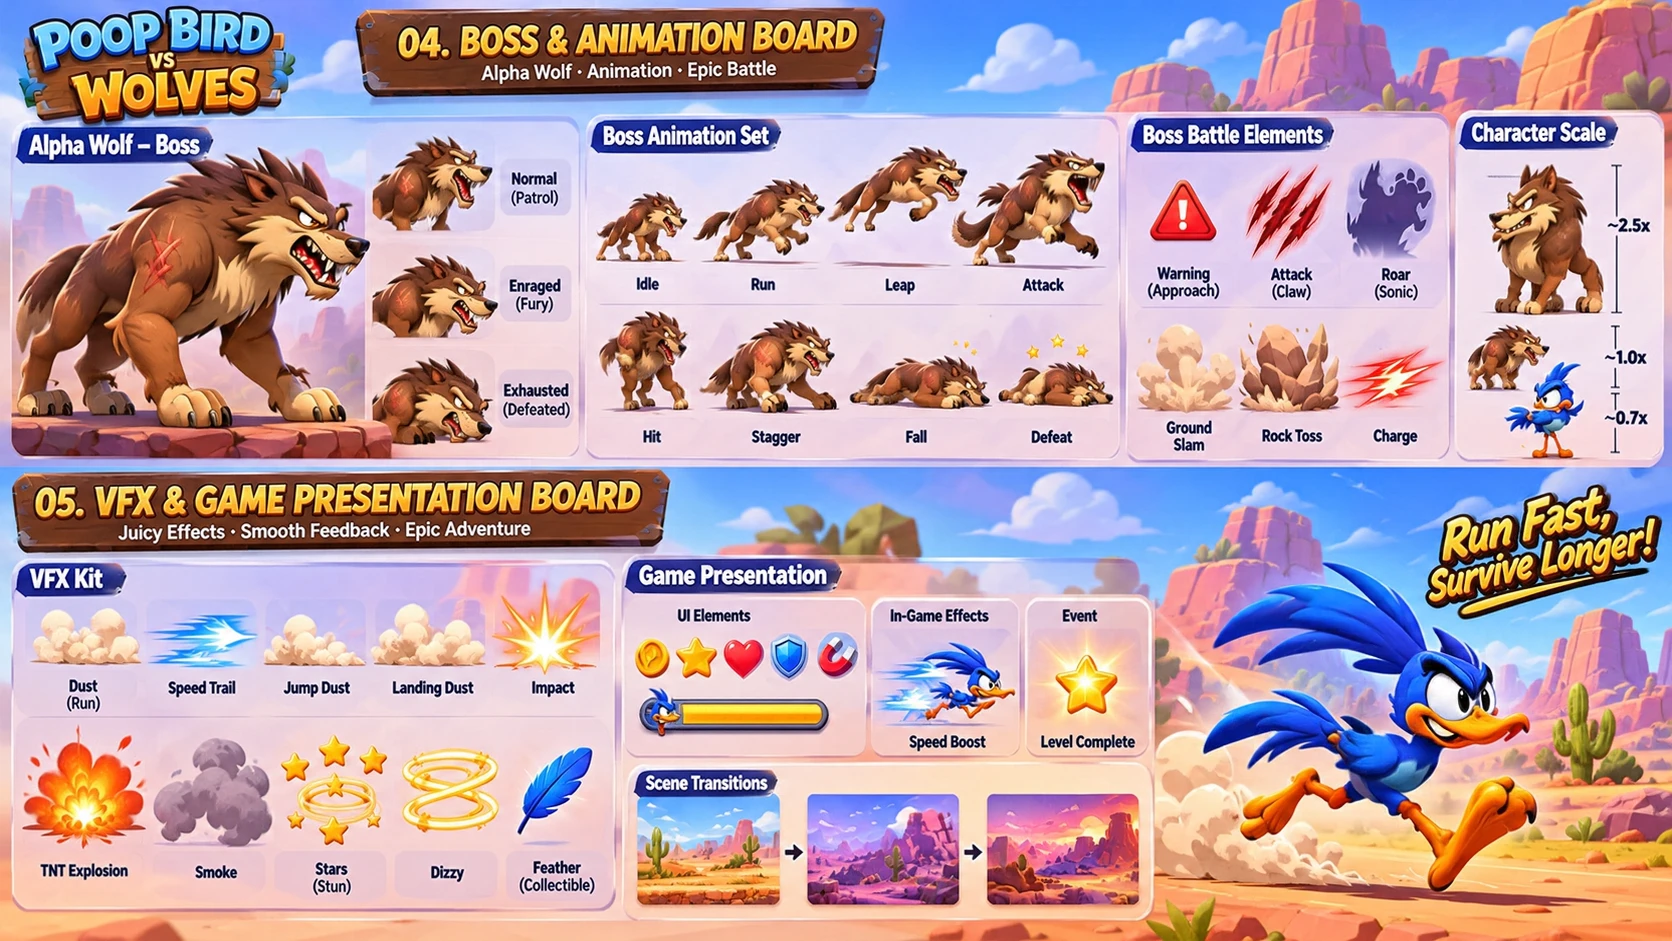 POOP BIRD
VS
WOLVES
04. BOSS & ANIMATION BOARD
Alpha Wolf · Animation · Epic Battle
Alpha Wolf – Boss
Normal
(Patrol)
Enraged
(Fury)
Exhausted
(Defeated)
Boss Animation Set
Idle
Run
Leap
Attack
Hit
Stagger
Fall
Defeat
Boss Battle Elements
Warning
(Approach)
Attack
(Claw)
Roar
(Sonic)
Ground
Slam
Rock Toss
Charge
Character Scale
~2.5x
~1.0x
~0.7x
05. VFX & GAME PRESENTATION BOARD
Juicy Effects · Smooth Feedback · Epic Adventure
VFX Kit
Dust
(Run)
Speed Trail
Jump Dust
Landing Dust
Impact
TNT Explosion
Smoke
Stars
(Stun)
Dizzy
Feather
(Collectible)
Game Presentation
UI Elements
In-Game Effects
Speed Boost
Event
Level Complete
Scene Transitions
Run Fast,
Survive Longer!